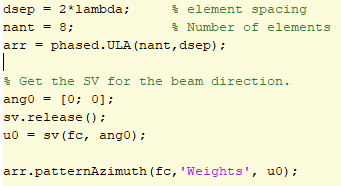 dsep = 2*lambda;     % element spacing
nant = 8;            % Number of elements
arr = phased.ULA(nant,dsep);
% Get the SV for the beam direction.
ang0 = [0; 0];
sv.release();
u0 = sv(fc, ang0);
arr.patternAzimuth(fc,'Weights', u0);